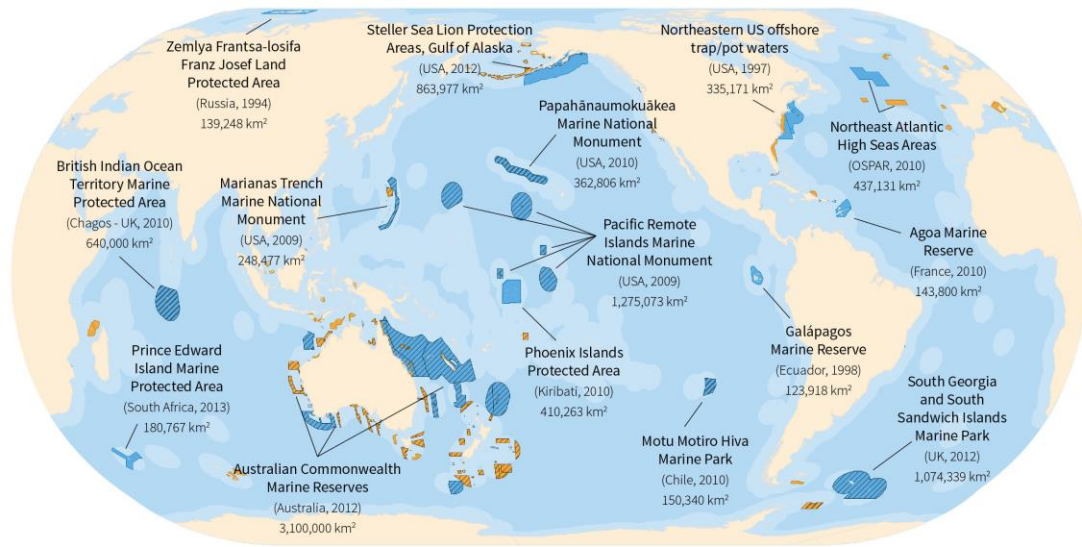 Zemlya Frantsa-losifa
Franz Josef Land
Protected Area
(Russia, 1994)
139,248 km²
Steller Sea Lion Protection
Areas, Gulf of Alaska
(USA, 2012)
863,977 km²
Northeastern US offshore
trap/pot waters
(USA, 1997)
335,171 km²
Papahānaumokuākea
Marine National
Monument
(USA, 2010)
362,806 km²
Northeast Atlantic
High Seas Areas
(OSPAR, 2010)
437,131 km²
British Indian Ocean
Territory Marine
Protected Area
(Chagos - UK, 2010)
640,000 km²
Marianas Trench
Marine National
Monument
(USA, 2009)
248,477 km²
Pacific Remote
Islands Marine
National Monument
(USA, 2009)
1,275,073 km²
Agoa Marine
Reserve
(France, 2010)
143,800 km²
Prince Edward
Island Marine
Protected Area
(South Africa, 2013)
180,767 km²
Phoenix Islands
Protected Area
(Kiribati, 2010)
410,263 km²
Galápagos
Marine Reserve
(Ecuador, 1998)
123,918 km²
South Georgia
and South
Sandwich Islands
Marine Park
(UK, 2012)
1,074,339 km²
Motu Motiro Hiva
Marine Park
(Chile, 2010)
150,340 km²
Australian Commonwealth
Marine Reserves
(Australia, 2012)
3,100,000 km²